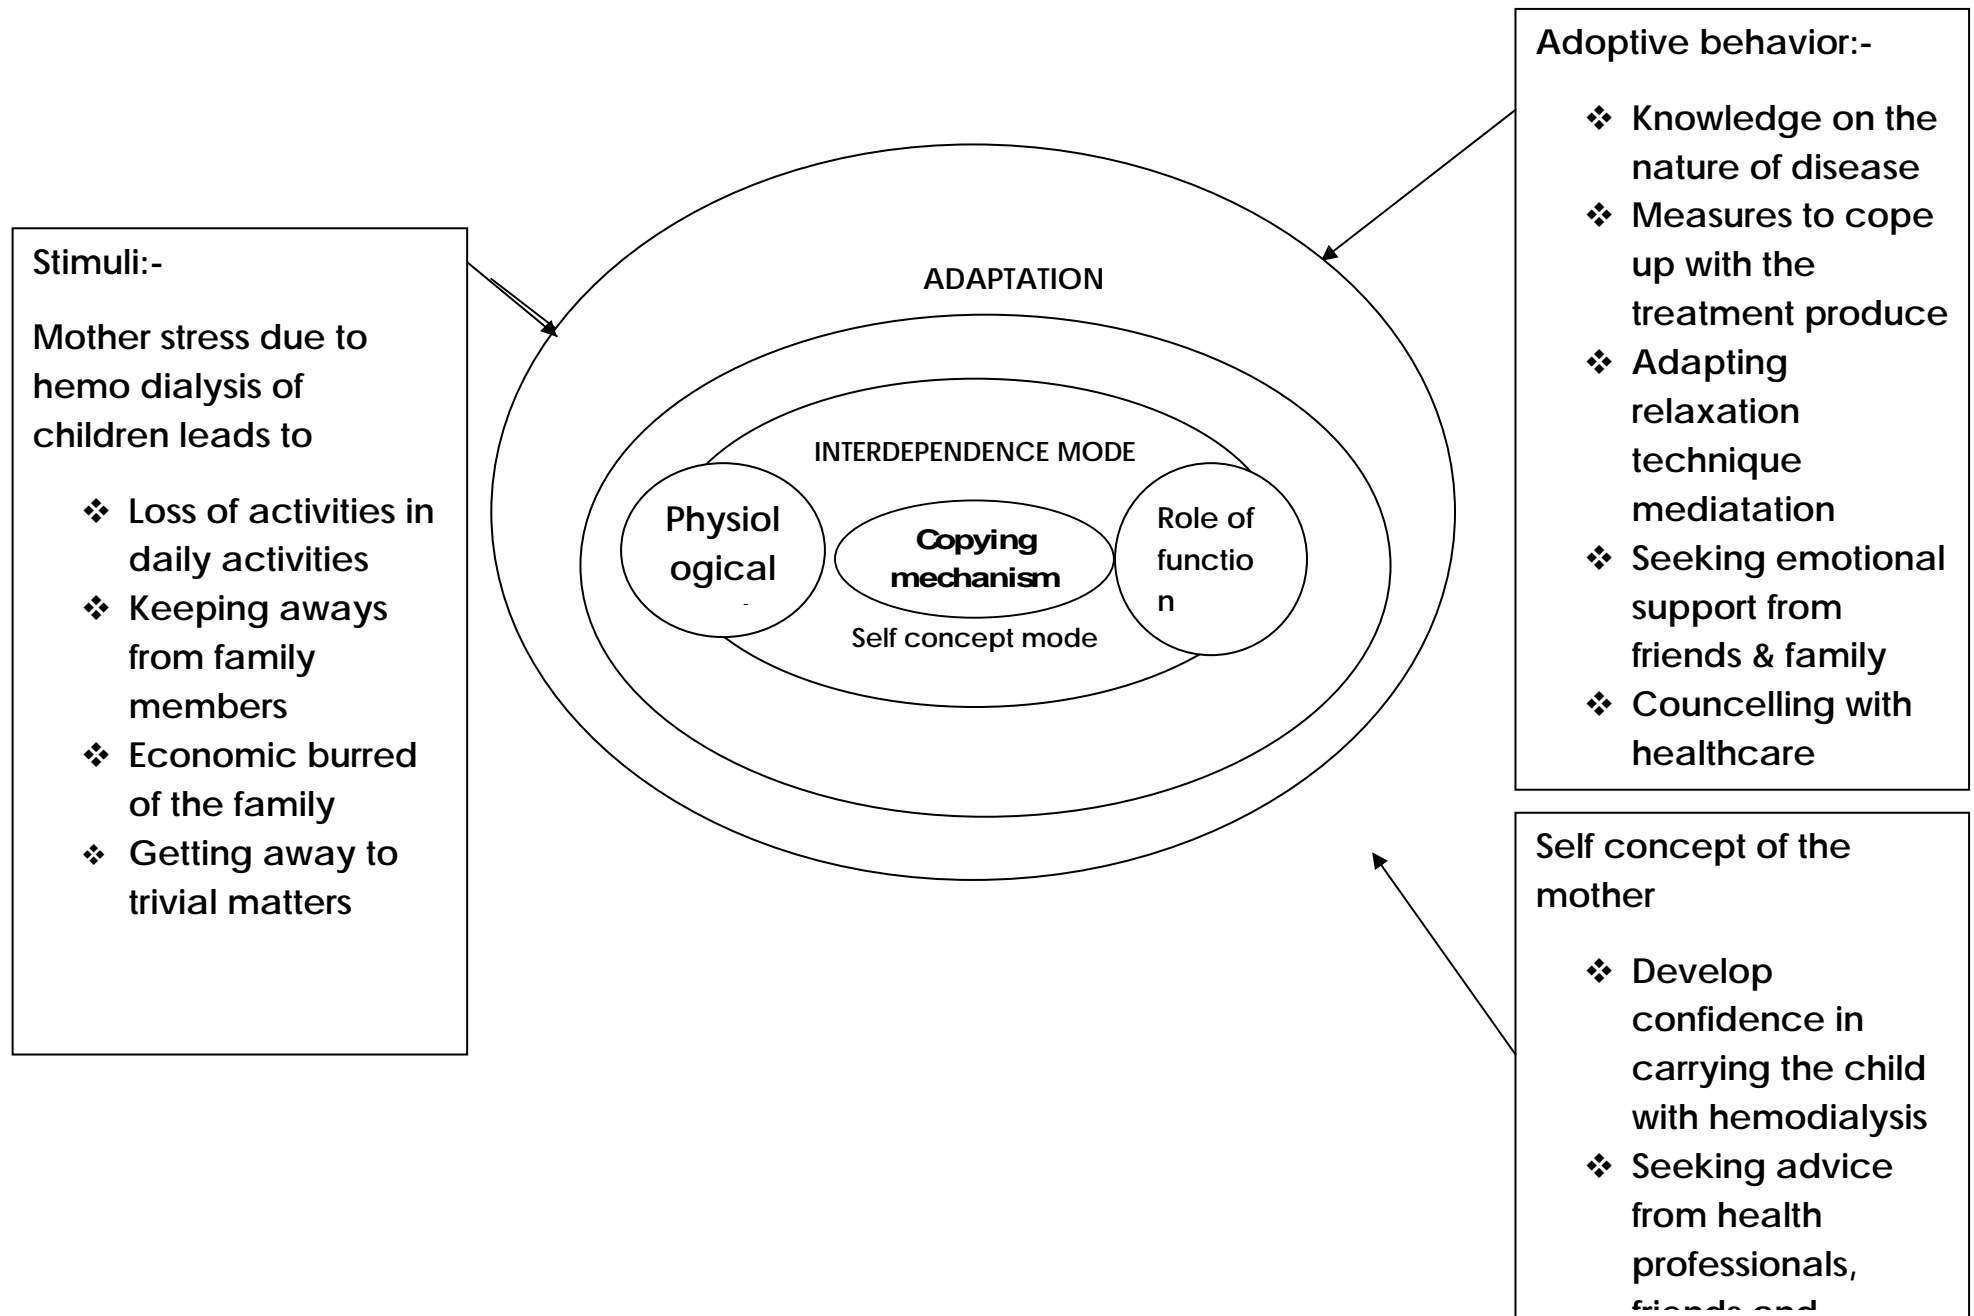 Stimuli:-
Mother stress due to
hemo dialysis of
children leads to
❖ Loss of activities in
daily activities
❖ Keeping aways
from family
members
❖ Economic burred
of the family
❖ Getting away to
trivial matters
ADAPTATION
INTERDEPENDENCE MODE
Physiol
ogical
Copying
mechanism
Role of
functio
n
Self concept mode
Adoptive behavior:-
❖ Knowledge on the
nature of disease
❖ Measures to cope
up with the
treatment produce
❖ Adapting
relaxation
technique
mediatation
❖ Seeking emotional
support from
friends & family
❖ Councelling with
healthcare
Self concept of the
mother
❖ Develop
confidence in
carrying the child
with hemodialysis
❖ Seeking advice
from health
professionals,
friends and